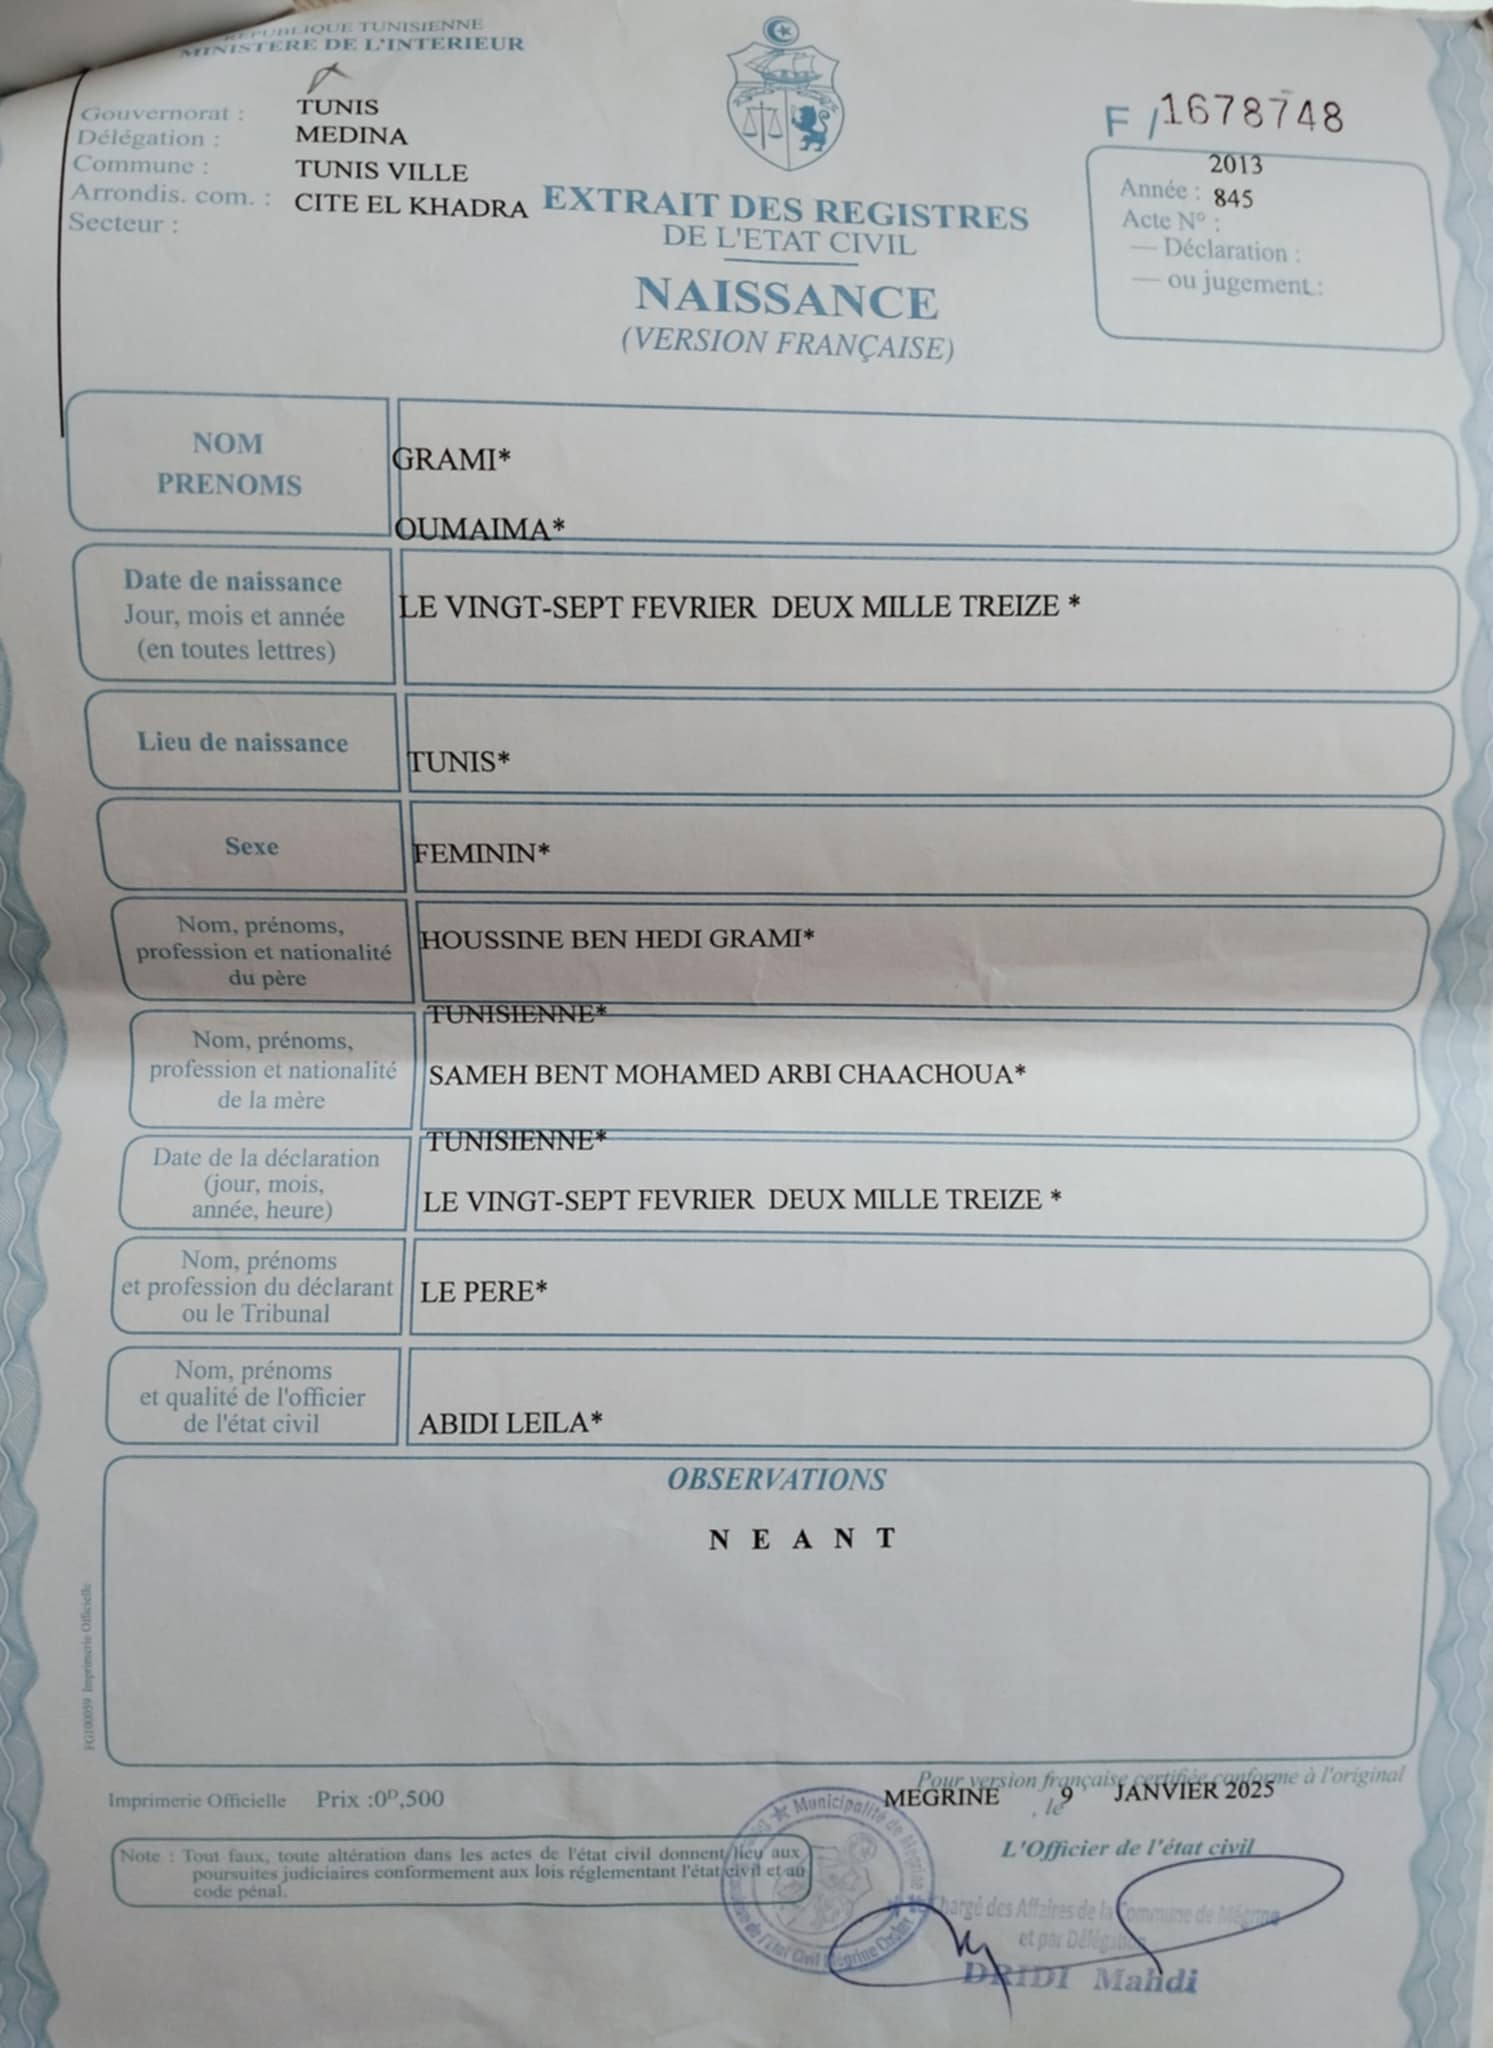 REPUBLIQUE TUNISIENNE
MINISTERE DE L'INTERIEUR
Gouvernorat : TUNIS
Délégation : MEDINA
Commune : TUNIS VILLE
Arrondis. com. : CITE EL KHADRA
Secteur :
F/1678748
2013
Année : 845
Acte N° :
— Déclaration :
— ou jugement :
EXTRAIT DES REGISTRES
DE L'ETAT CIVIL
NAISSANCE
(VERSION FRANÇAISE)
NOM
PRENOMS
GRAMI*
OUMAIMA*
Date de naissance
Jour, mois et année
(en toutes lettres)
LE VINGT-SEPT FEVRIER DEUX MILLE TREIZE *
Lieu de naissance
TUNIS*
Sexe
FEMININ*
Nom, prénoms,
profession et nationalité
du père
HOUSSINE BEN HEDI GRAMI*
TUNISIENNE*
Nom, prénoms,
profession et nationalité
de la mère
SAMEH BENT MOHAMED ARBI CHAACHOUA*
TUNISIENNE*
Date de la déclaration
(jour, mois,
année, heure)
LE VINGT-SEPT FEVRIER DEUX MILLE TREIZE *
Nom, prénoms
et profession du déclarant
ou le Tribunal
LE PERE*
Nom, prénoms
et qualité de l'officier
de l'état civil
ABIDI LEILA*
OBSERVATIONS
N E A N T
FG100059 Imprimerie Officielle
Imprimerie Officielle Prix :0ᴰ,500
Pour version française certifiée conforme à l'original
MEGRINE , le 9 JANVIER 2025
L'Officier de l'état civil
Note : Tout faux, toute altération dans les actes de l'état civil donnent lieu aux
poursuites judiciaires conformement aux lois réglementant l'état civil et au
code pénal.
Municipalité de Mégrine
de l'Etat Civil Mégrine
Chargé des Affaires de la Commune de Mégrine
et par Délégation
DRIDI Mahdi